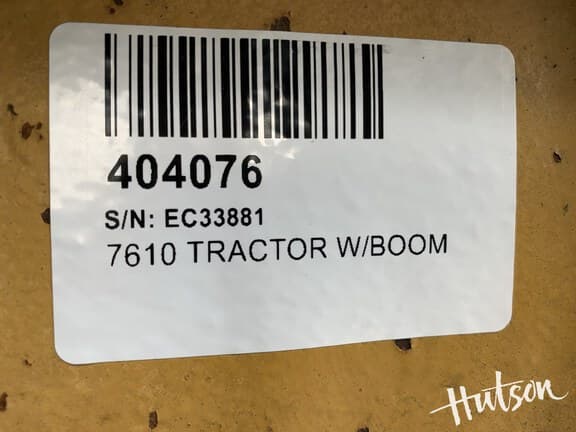 404076
S/N: EC33881
7610 TRACTOR W/BOOM
Hutson